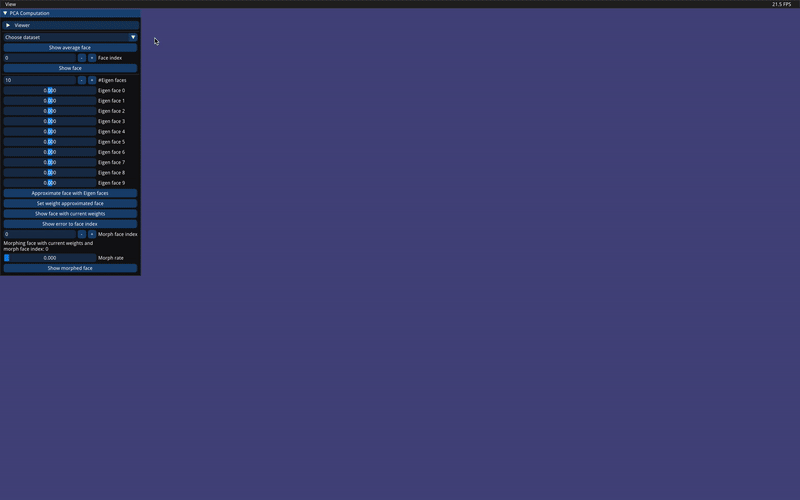 View
21.5 FPS
PCA Computation
Viewer
Choose dataset
Show average face
0 - + Face index
Show face
10 - + #Eigen faces
0.000 Eigen face 0
0.000 Eigen face 1
0.000 Eigen face 2
0.000 Eigen face 3
0.000 Eigen face 4
0.000 Eigen face 5
0.000 Eigen face 6
0.000 Eigen face 7
0.000 Eigen face 8
0.000 Eigen face 9
Approximate face with Eigen faces
Set weight approximated face
Show face with current weights
Show error to face index
0 - + Morph face index
Morphing face with current weights and
morph face index: 0
0.000 Morph rate
Show morphed face